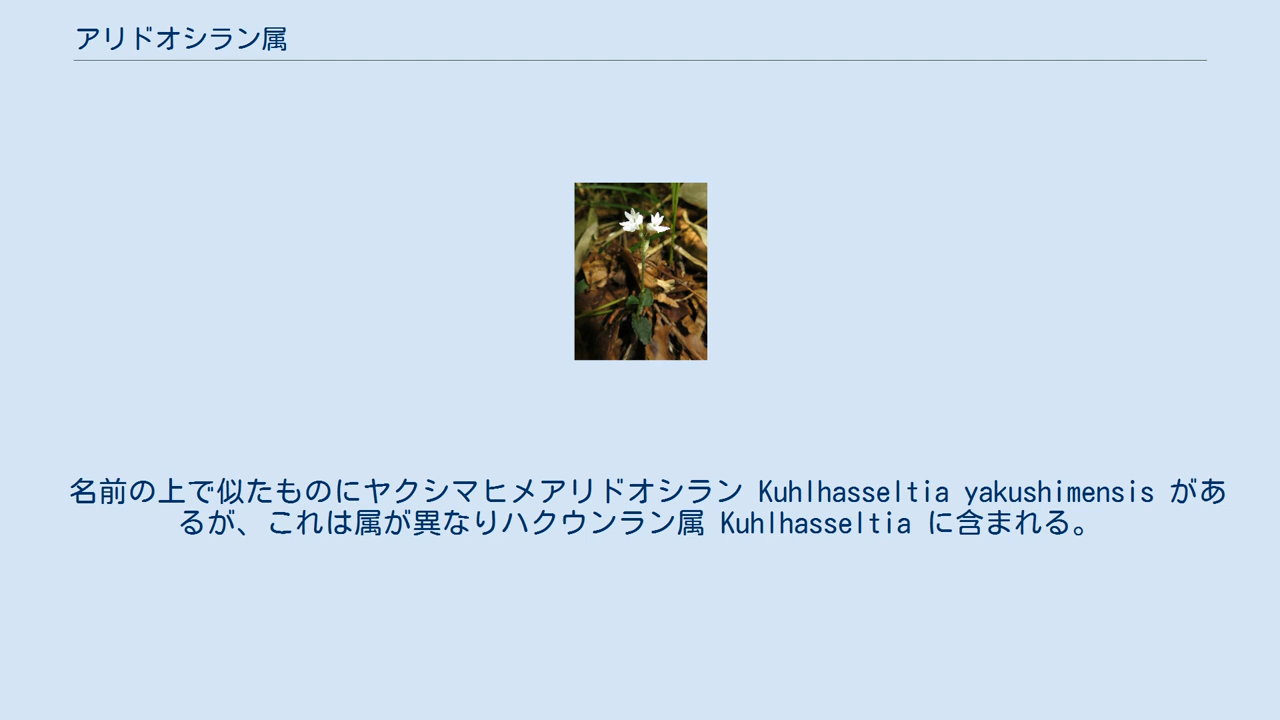 アリドオシラン属
名前の上で似たものにヤクシマヒメアリドオシラン Kuhlhasseltia yakushimensis があ
るが、これは属が異なりハクウンラン属 Kuhlhasseltia に含まれる。